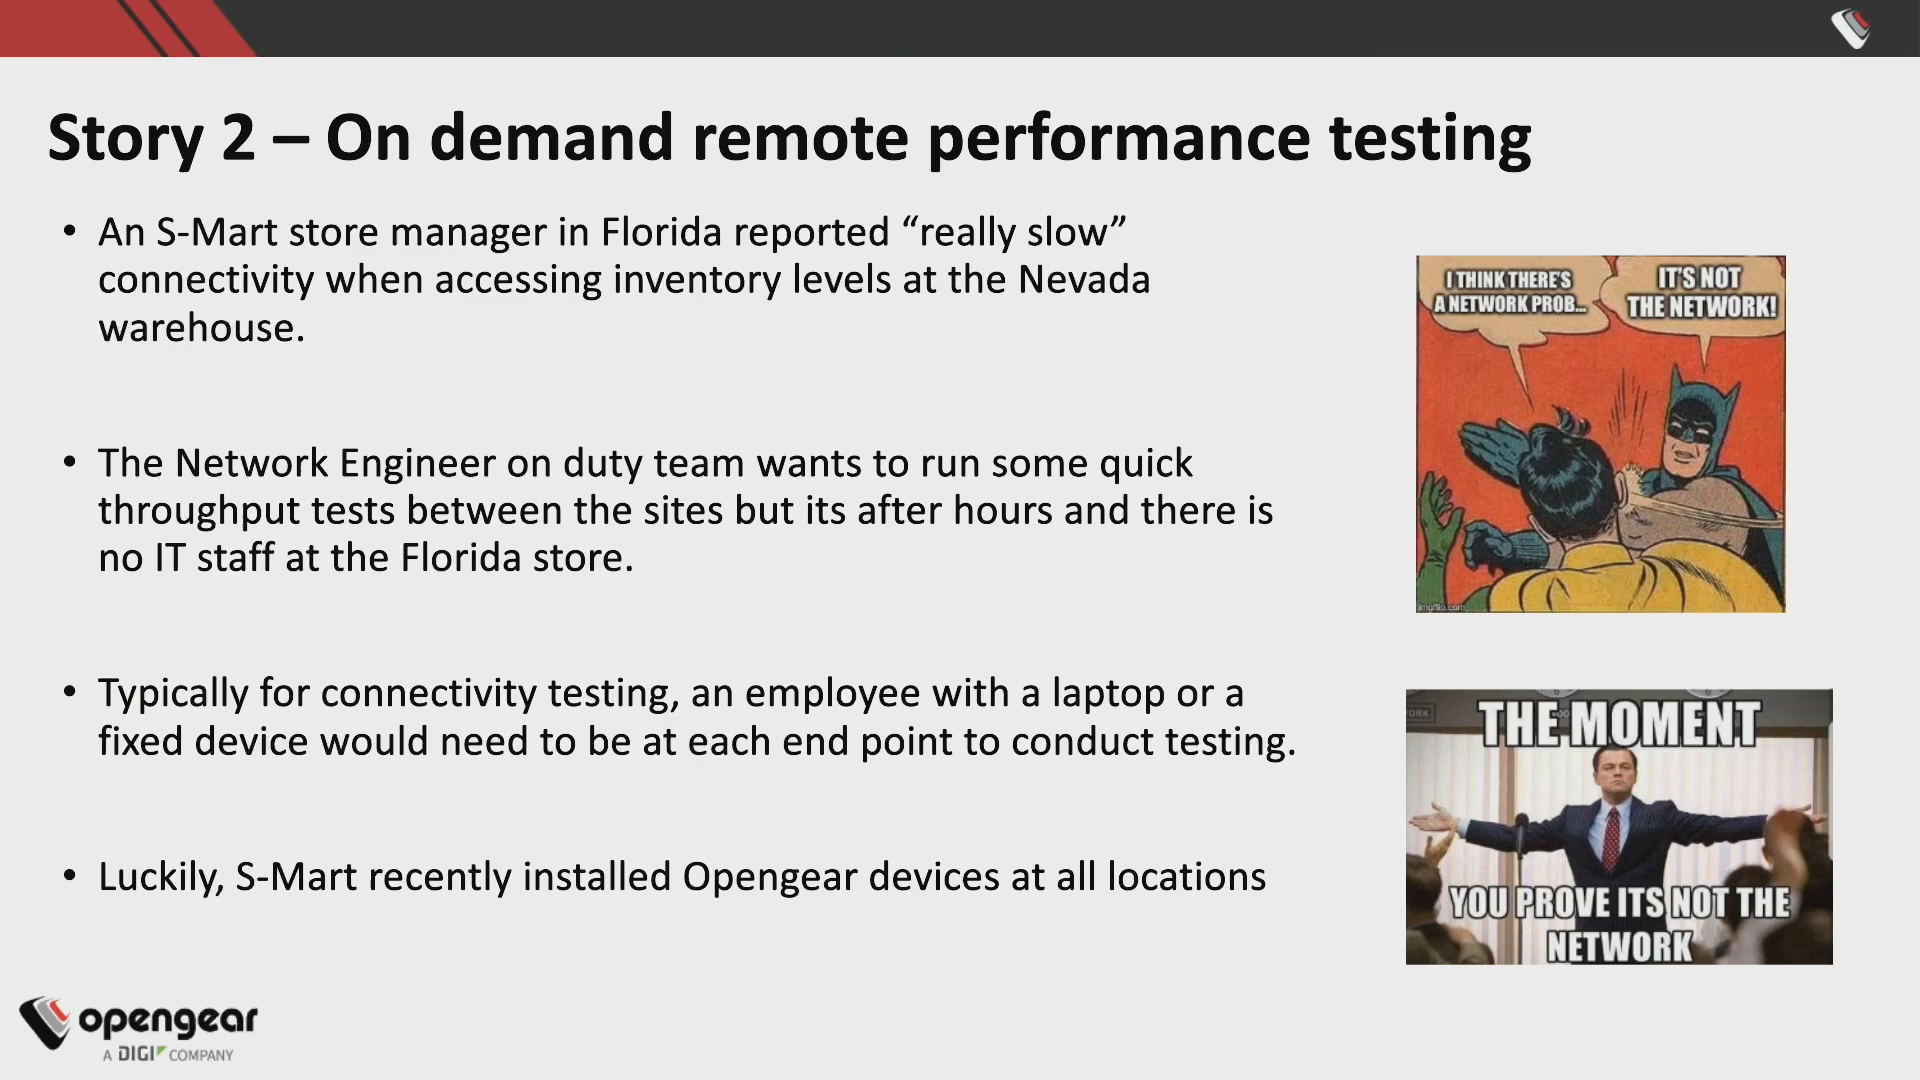 Story 2 – On demand remote performance testing
• An S-Mart store manager in Florida reported “really slow”
connectivity when accessing inventory levels at the Nevada
warehouse.
• The Network Engineer on duty team wants to run some quick
throughput tests between the sites but its after hours and there is
no IT staff at the Florida store.
• Typically for connectivity testing, an employee with a laptop or a
fixed device would need to be at each end point to conduct testing.
• Luckily, S-Mart recently installed Opengear devices at all locations
I THINK THERE'S
A NETWORK PROB...
IT'S NOT
THE NETWORK!
imgflip.com
THE MOMENT
YOU PROVE ITS NOT THE
NETWORK
opengear
A DIGI COMPANY